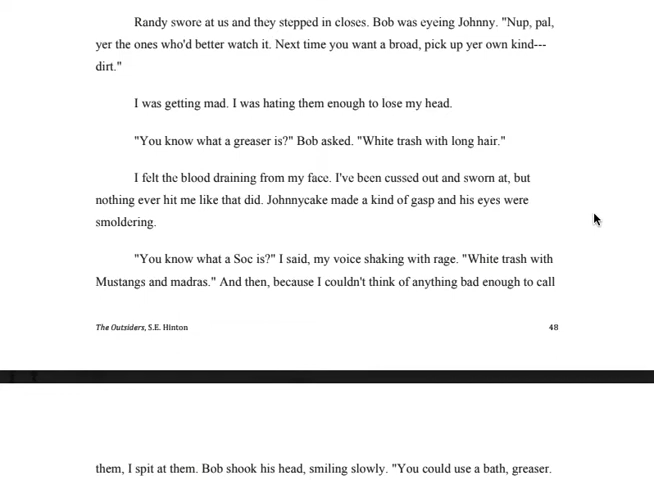 Randy swore at us and they stepped in closes. Bob was eyeing Johnny. "Nup, pal,
yer the ones who'd better watch it. Next time you want a broad, pick up yer own kind---
dirt."
I was getting mad. I was hating them enough to lose my head.
"You know what a greaser is?" Bob asked. "White trash with long hair."
I felt the blood draining from my face. I've been cussed out and sworn at, but
nothing ever hit me like that did. Johnnycake made a kind of gasp and his eyes were
smoldering.
"You know what a Soc is?" I said, my voice shaking with rage. "White trash with
Mustangs and madras." And then, because I couldn't think of anything bad enough to call
The Outsiders, S.E. Hinton 48
them, I spit at them. Bob shook his head, smiling slowly. "You could use a bath, greaser.